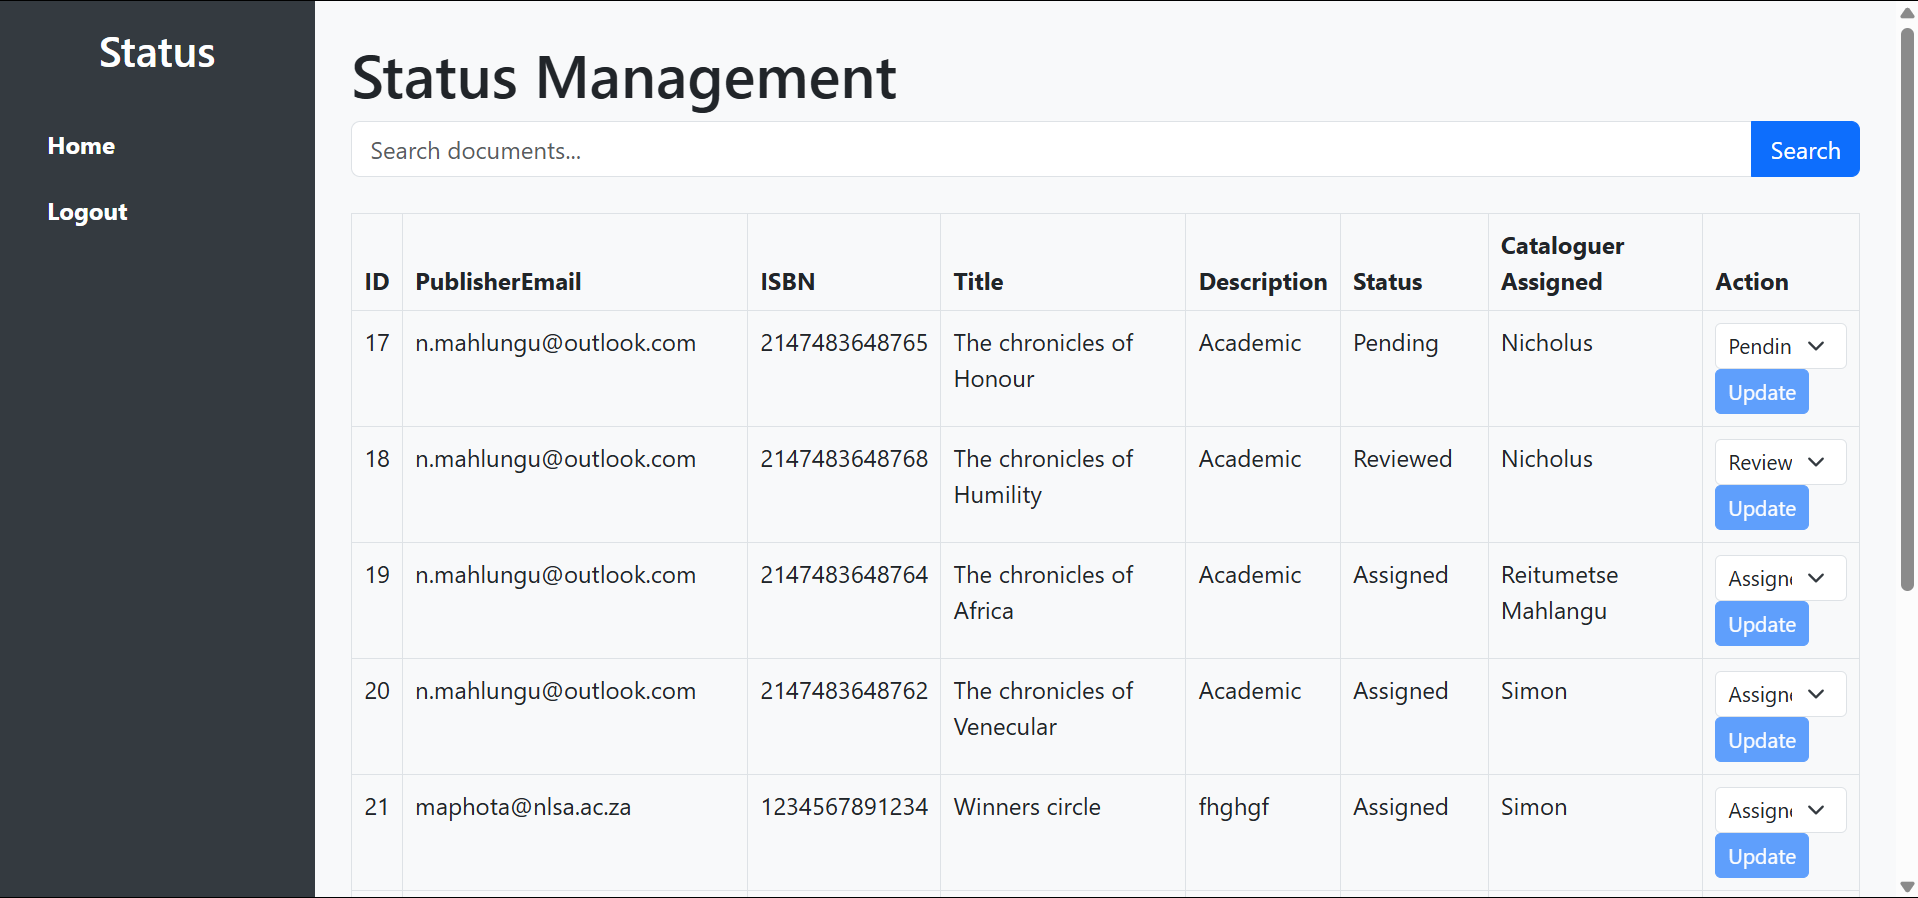 Status
Home
Logout
Status Management
Search documents...
Search
ID PublisherEmail ISBN Title Description Status Cataloguer Assigned Action
17 n.mahlungu@outlook.com 2147483648765 The chronicles of Honour Academic Pending Nicholus Pendin
Update
18 n.mahlungu@outlook.com 2147483648768 The chronicles of Humility Academic Reviewed Nicholus Review
Update
19 n.mahlungu@outlook.com 2147483648764 The chronicles of Africa Academic Assigned Reitumetse Mahlangu Assign
Update
20 n.mahlungu@outlook.com 2147483648762 The chronicles of Venecular Academic Assigned Simon Assign
Update
21 maphota@nlsa.ac.za 1234567891234 Winners circle fhghgf Assigned Simon Assign
Update